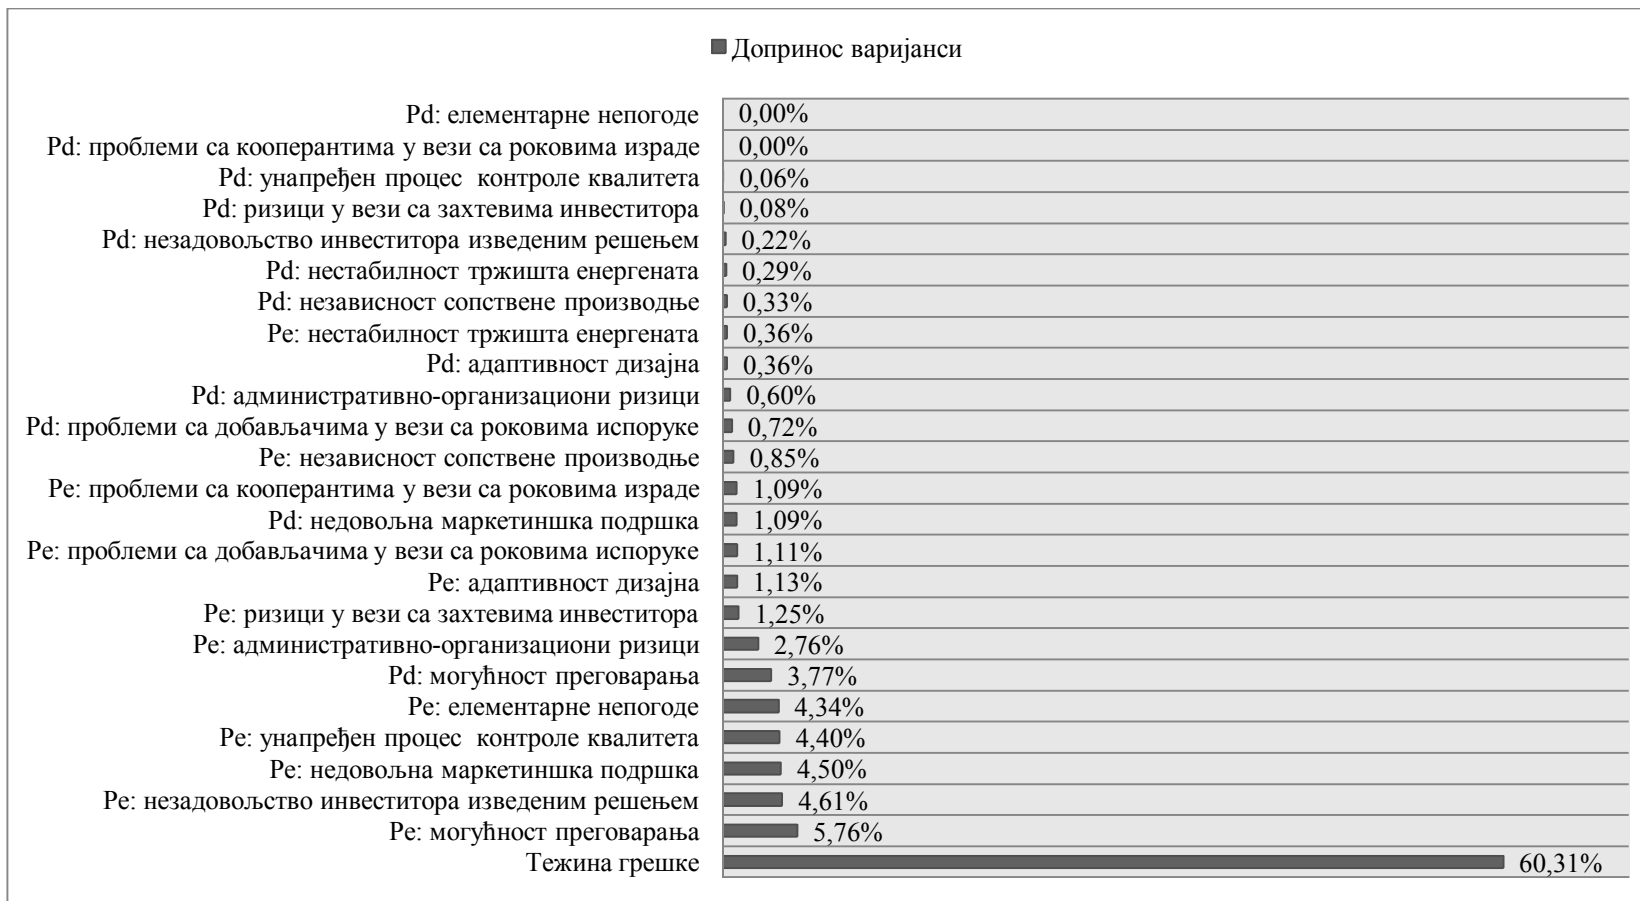 Допринос варијанси
Pd: елементарне непогоде 0,00%
Pd: проблеми са кооперантима у вези са роковима израде 0,00%
Pd: унапређен процес  контроле квалитета 0,06%
Pd: ризици у вези са захтевима инвеститора 0,08%
Pd: незадовољство инвеститора изведеним решењем 0,22%
Pd: нестабилност тржишта енергената 0,29%
Pd: независност сопствене производње 0,33%
Pe: нестабилност тржишта енергената 0,36%
Pd: адаптивност дизајна 0,36%
Pd: административно-организациони ризици 0,60%
Pd: проблеми са добављачима у вези са роковима испоруке 0,72%
Pe: независност сопствене производње 0,85%
Pe: проблеми са кооперантима у вези са роковима израде 1,09%
Pd: недовољна маркетиншка подршка 1,09%
Pe: проблеми са добављачима у вези са роковима испоруке 1,11%
Pe: адаптивност дизајна 1,13%
Pe: ризици у вези са захтевима инвеститора 1,25%
Pe: административно-организациони ризици 2,76%
Pd: могућност преговарања 3,77%
Pe: елементарне непогоде 4,34%
Pe: унапређен процес  контроле квалитета 4,40%
Pe: недовољна маркетиншка подршка 4,50%
Pe: незадовољство инвеститора изведеним решењем 4,61%
Pe: могућност преговарања 5,76%
Тежина грешке 60,31%